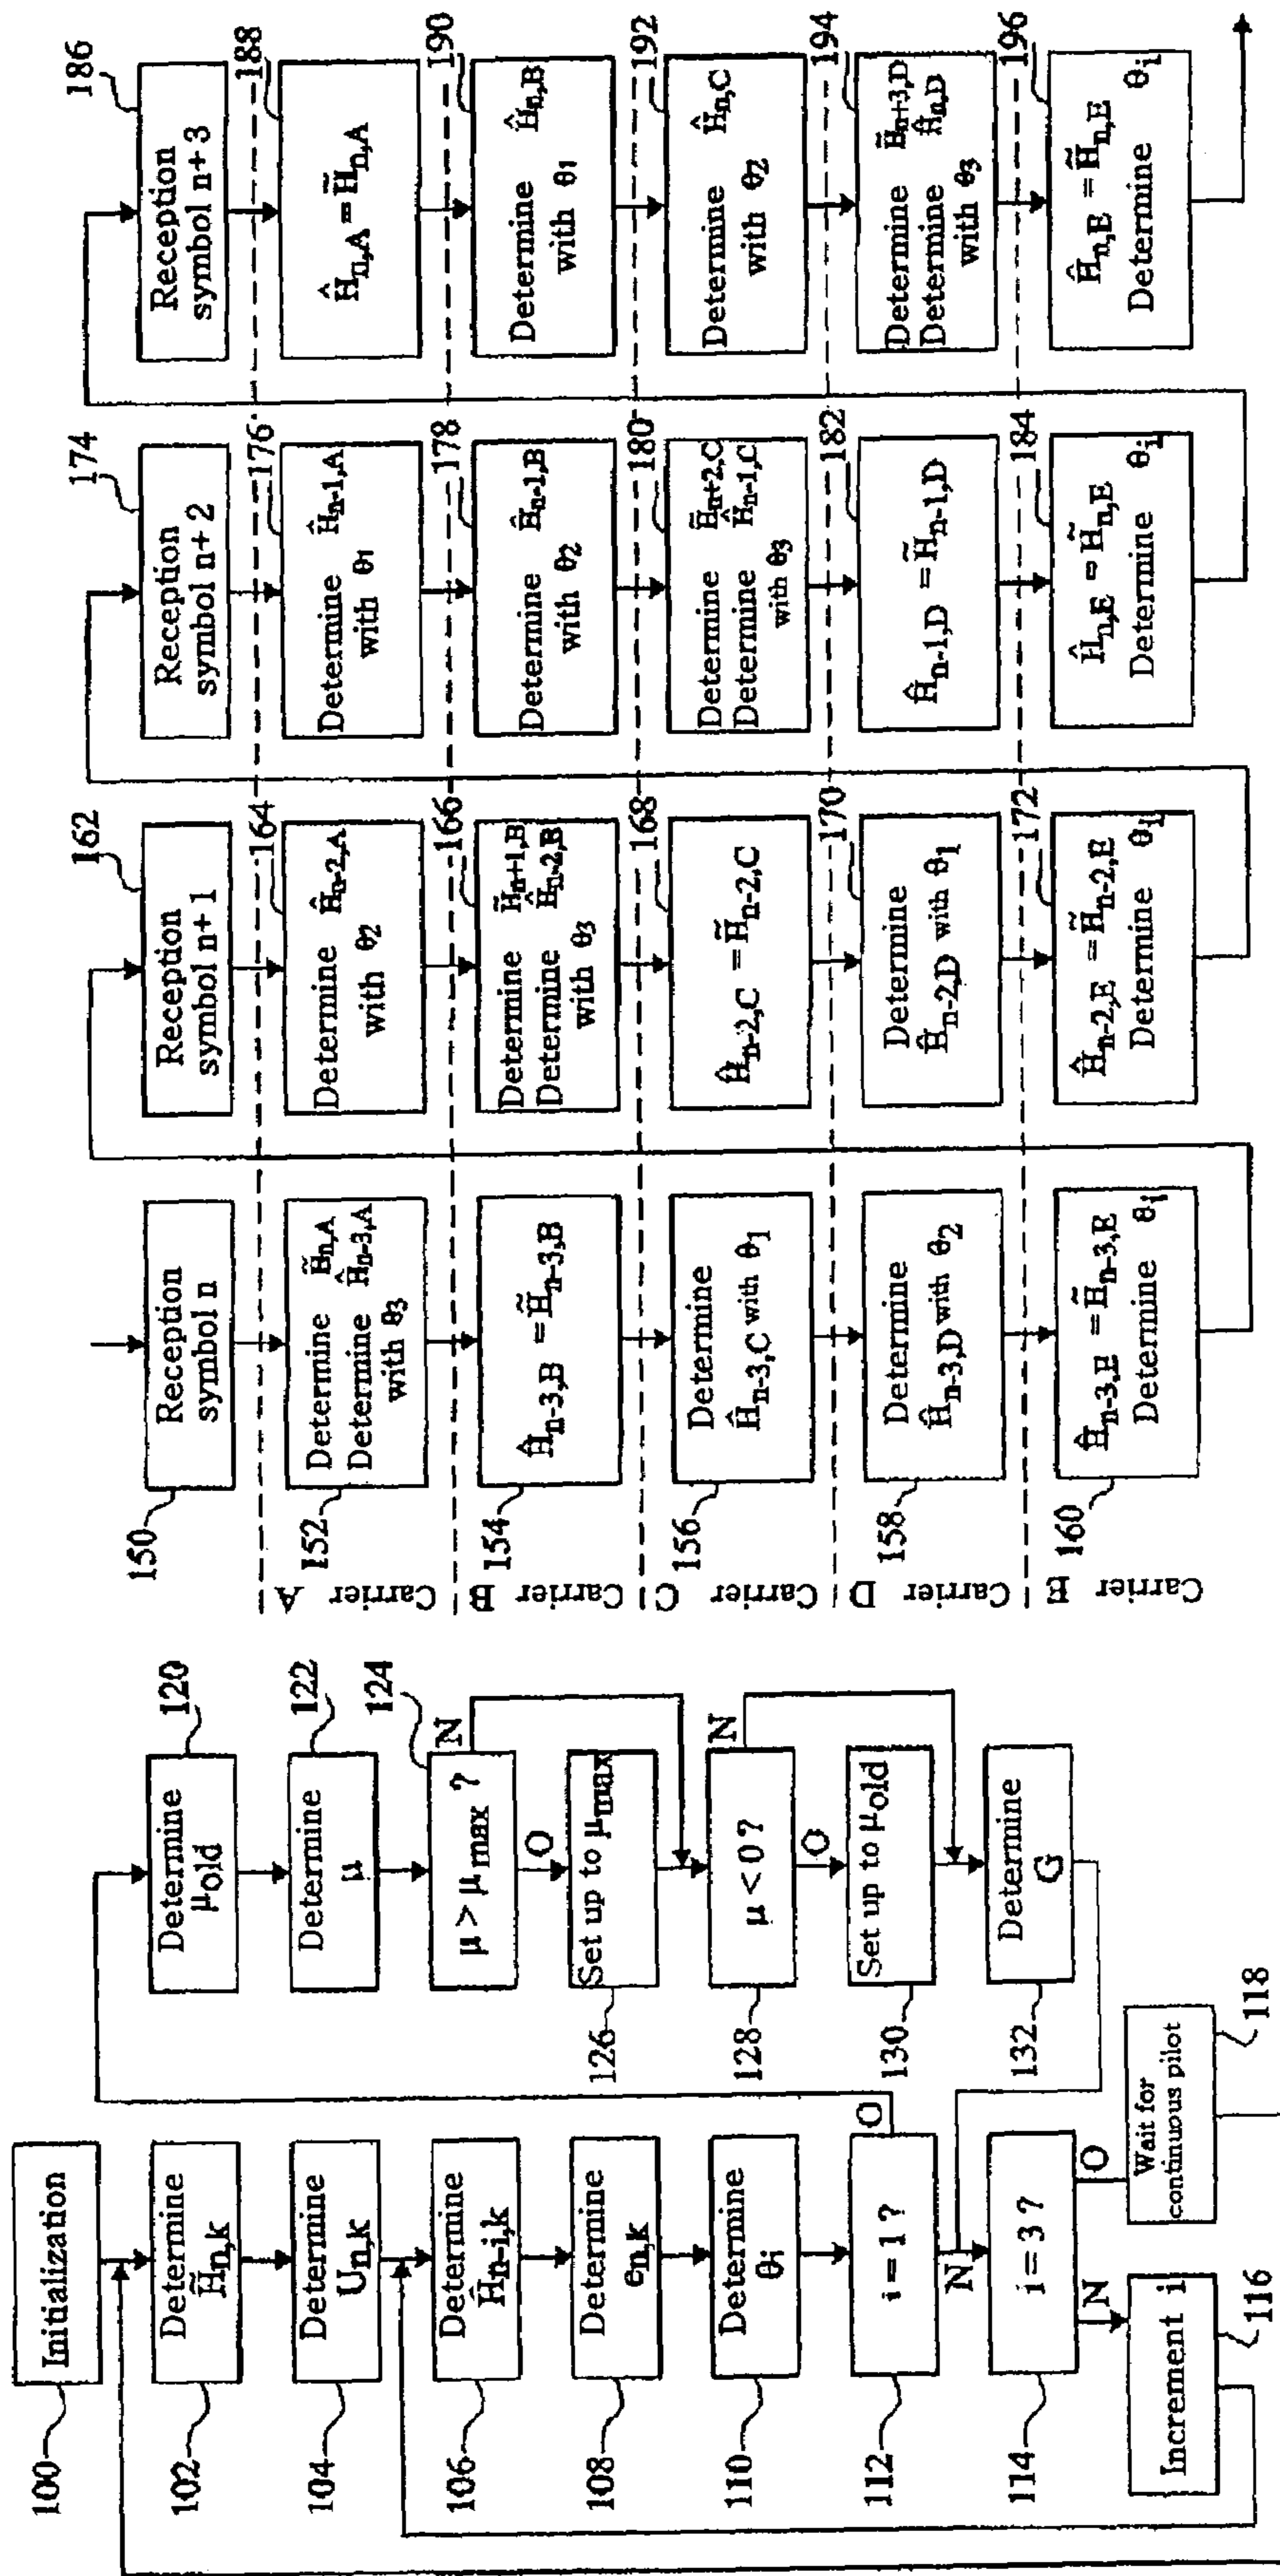 100
Initialization
102
Determine
H̃n,k
104
Determine
Un,k
106
Determine
Ĥn-i,k
108
Determine
en,k
110
Determine
θi
112
i = 1 ?
O
N
114
i = 3 ?
O
N
Increment i
116
Wait for
continuous pilot
118
Determine
μold
120
Determine
μ
122
μ > μmax ?
124
N
O
Set up to μmax
126
μ < 0 ?
128
N
O
Set up to μold
130
Determine
G
132
Carrier A
Carrier B
Carrier C
Carrier D
Carrier E
150
Reception
symbol n
152
Determine H̃n,A
Determine Ĥn-3,A
with θ3
154
Ĥn-3,B = H̃n-3,B
156
Determine
Ĥn-3,C with θ1
158
Determine
Ĥn-3,D with θ2
160
Ĥn-3,E = H̃n-3,E
Determine θi
162
Reception
symbol n+1
164
Determine Ĥn-2,A
with θ2
166
Determine H̃n+1,B
Determine Ĥn-2,B
with θ3
168
Ĥn-2,C = H̃n-2,C
170
Determine
Ĥn-2,D with θ1
172
Ĥn-2,E = H̃n-2,E
Determine θi
174
Reception
symbol n+2
176
Determine Ĥn-1,A
with θ1
178
Determine Ĥn-1,B
with θ2
180
Determine H̃n+2,C
Determine Ĥn-1,C
with θ3
182
Ĥn-1,D = H̃n-1,D
184
Ĥn,E = H̃n,E
Determine θi
186
Reception
symbol n+3
188
Ĥn,A = H̃n,A
190
Determine Ĥn,B
with θ1
192
Determine Ĥn,C
with θ2
194
Determine H̃n+3,D
Determine Ĥn,D
with θ3
196
Ĥn,E = H̃n,E
Determine θi